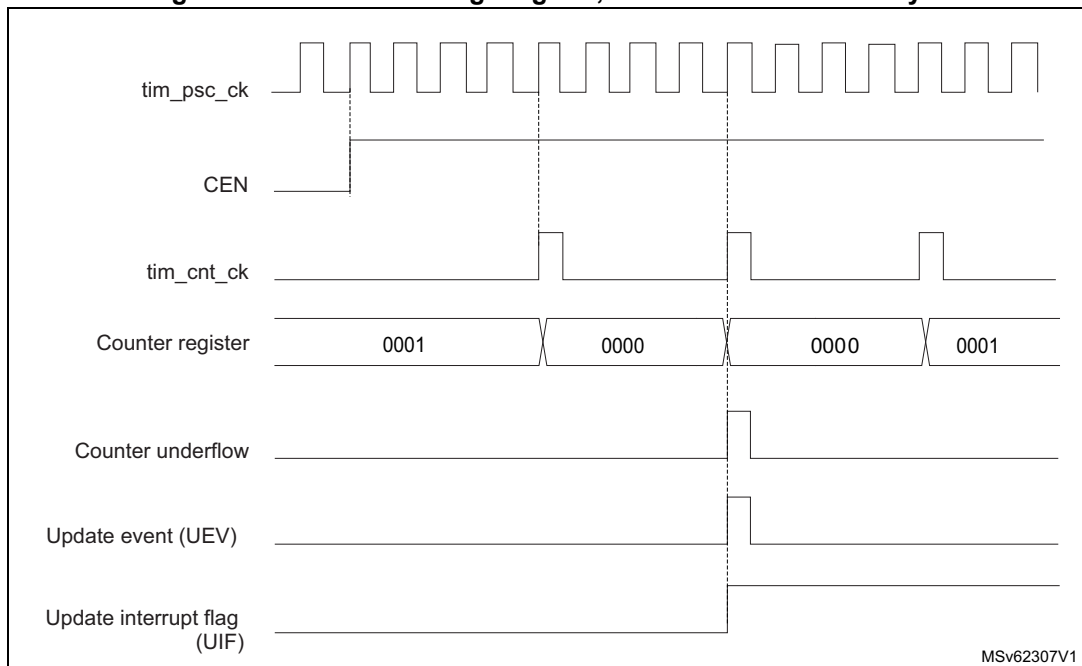 tim_psc_ck
CEN
tim_cnt_ck
Counter register
0001
0000
0000
0001
Counter underflow
Update event (UEV)
Update interrupt flag
(UIF)
MSv62307V1